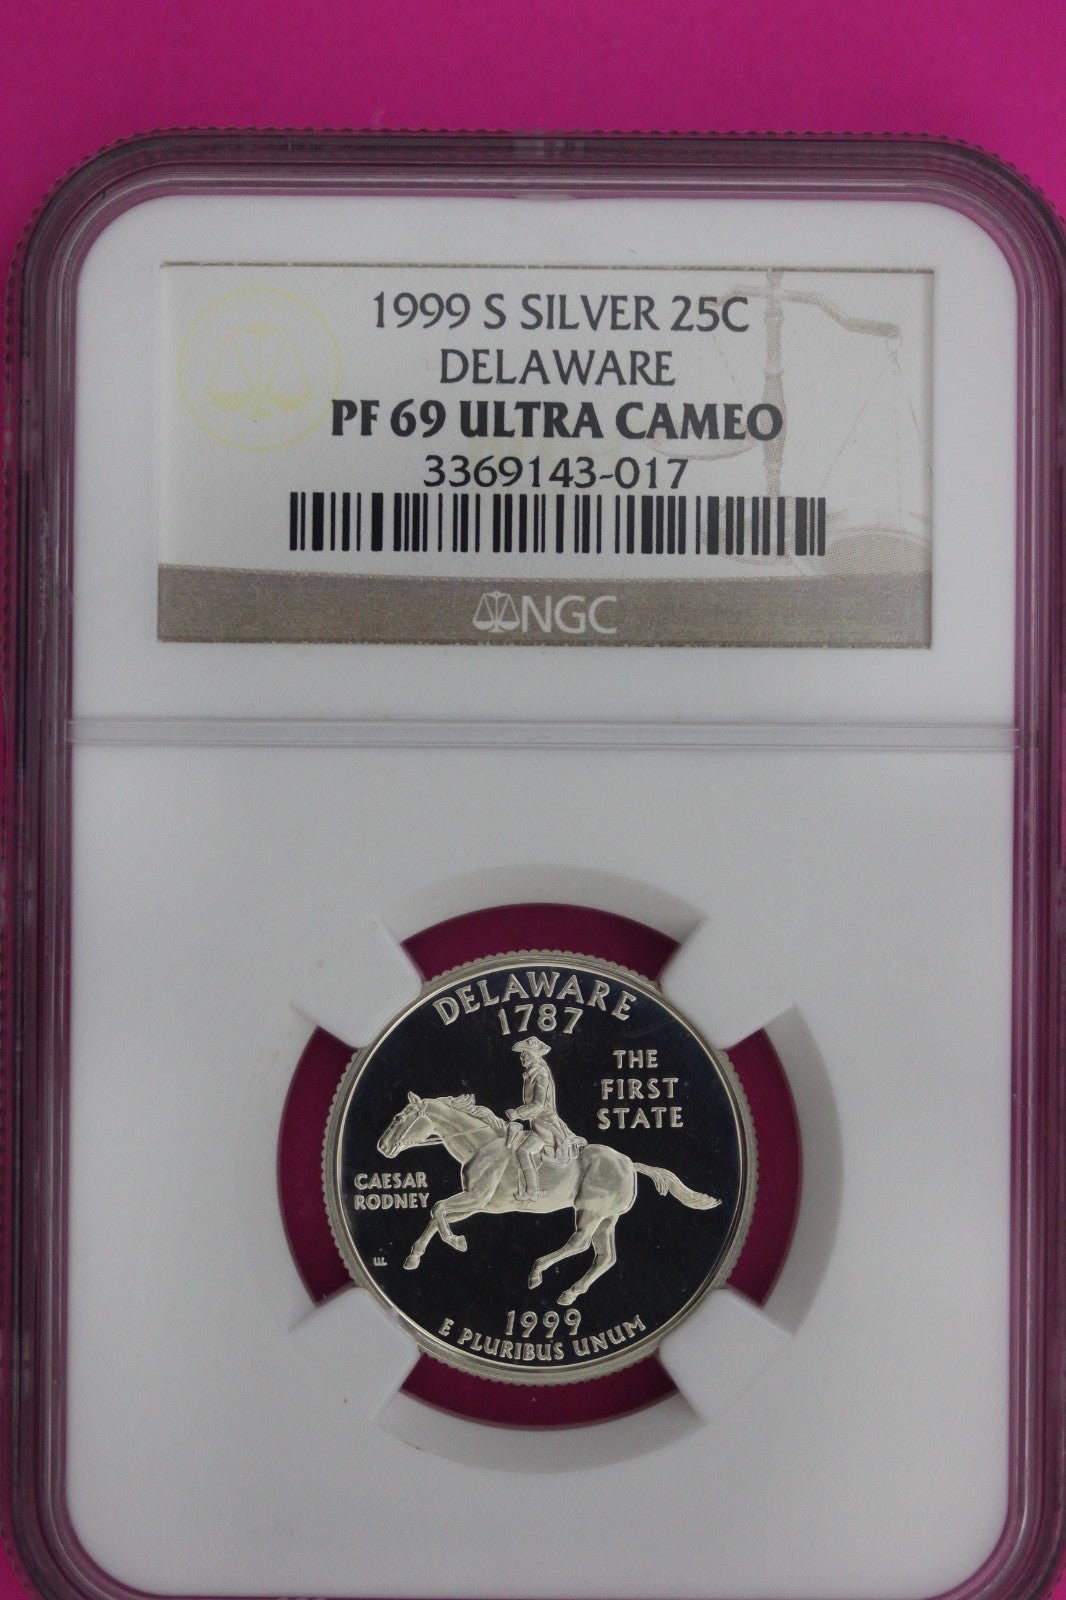 1999 S SILVER 25C
DELAWARE
PF 69 ULTRA CAMEO
3369143-017
NGC
DELAWARE
1787
THE
FIRST
STATE
CAESAR
RODNEY
1999
E PLURIBUS UNUM